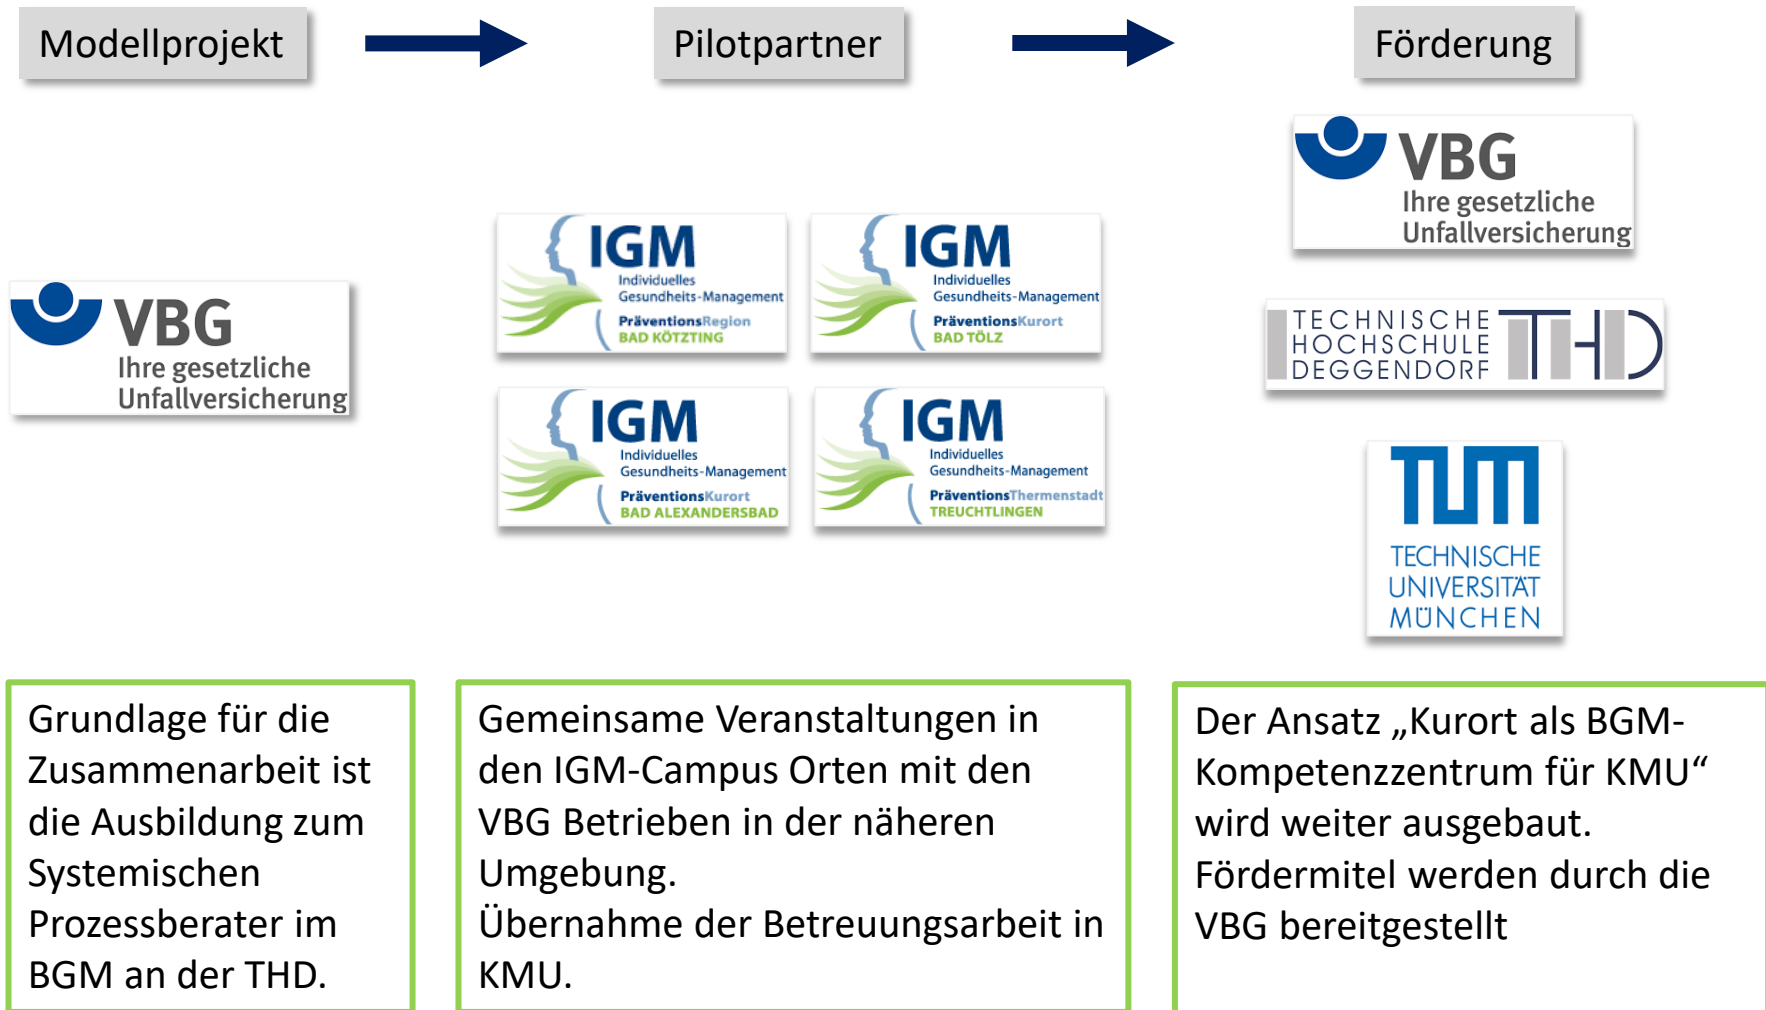 Modellprojekt
Pilotpartner
Förderung
VBG
Ihre gesetzliche
Unfallversicherung
IGM
Individuelles
Gesundheits-Management
PräventionsRegion
BAD KÖTZTING
IGM
Individuelles
Gesundheits-Management
PräventionsKurort
BAD TÖLZ
IGM
Individuelles
Gesundheits-Management
PräventionsKurort
BAD ALEXANDERSBAD
IGM
Individuelles
Gesundheits-Management
PräventionsThermenstadt
TREUCHTLINGEN
VBG
Ihre gesetzliche
Unfallversicherung
TECHNISCHE
HOCHSCHULE
DEGGENDORF
THD
TUM
TECHNISCHE
UNIVERSITÄT
MÜNCHEN
Grundlage für die
Zusammenarbeit ist
die Ausbildung zum
Systemischen
Prozessberater im
BGM an der THD.
Gemeinsame Veranstaltungen in
den IGM-Campus Orten mit den
VBG Betrieben in der näheren
Umgebung.
Übernahme der Betreuungsarbeit in
KMU.
Der Ansatz „Kurort als BGM-
Kompetenzzentrum für KMU“
wird weiter ausgebaut.
Fördermitel werden durch die
VBG bereitgestellt